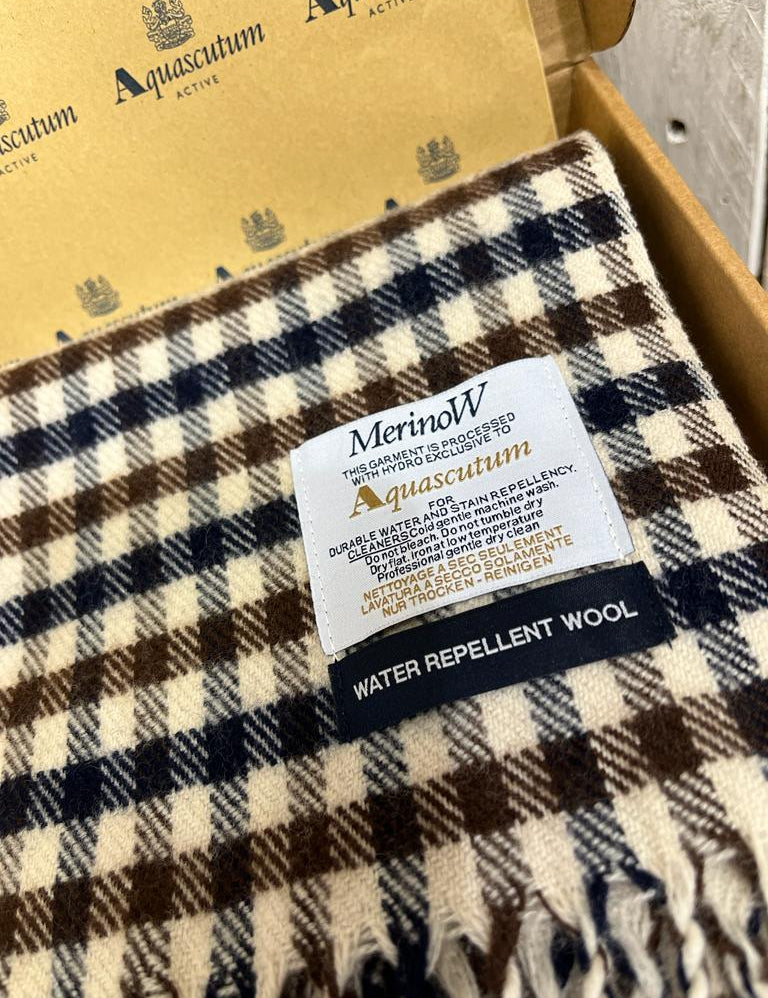 Aquascutum
ACTIVE
ACTIVE
scutum
ACTIVE
MerinoW
THIS GARMENT IS PROCESSED
WITH HYDRO EXCLUSIVE TO
Aquascutum
FOR
DURABLE WATER AND STAIN REPELLENCY.
CLEANERS Cold gentle machine wash.
Do not bleach. Do not tumble dry
Dry flat. iron at low temperature
Professional gentle dry clean
NETTOYAGE A SEC SEULEMENT
LAVATURA A SECCO SOLAMENTE
NUR TROCKEN - REINIGEN
WATER REPELLENT WOOL